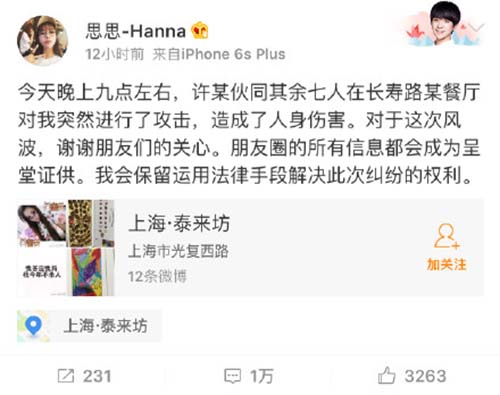 思思-Hanna
12小时前 来自iPhone 6s Plus
今天晚上九点左右，许某伙同其余七人在长寿路某餐厅
对我突然进行了攻击，造成了人身伤害。对于这次风
波，谢谢朋友们的关心。朋友圈的所有信息都会成为呈
堂证供。我会保留运用法律手段解决此次纠纷的权利。
上海·泰来坊
上海市光复西路
12条微博
加关注
上海·泰来坊
231
1万
3263